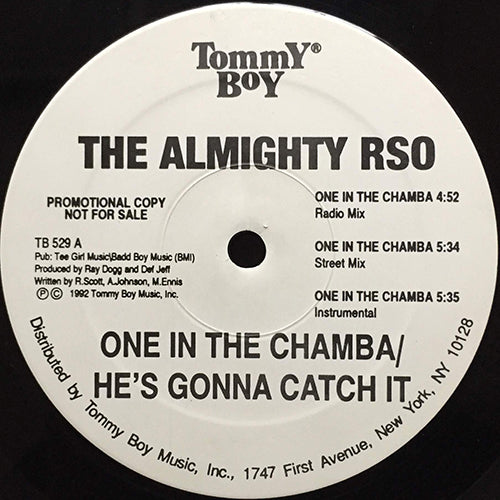 Tommy®
Boy
THE ALMIGHTY RSO
PROMOTIONAL COPY
NOT FOR SALE
TB 529 A
Pub: Tee Girl Music\Badd Boy Music (BMI)
Produced by Ray Dogg and Def Jeff
Written by R.Scott, A.Johnson, M.Ennis
Ⓟ © 1992 Tommy Boy Music, Inc.
ONE IN THE CHAMBA 4:52
Radio Mix
ONE IN THE CHAMBA 5:34
Street Mix
ONE IN THE CHAMBA 5:35
Instrumental
ONE IN THE CHAMBA/
HE'S GONNA CATCH IT
Distributed by Tommy Boy Music, Inc., 1747 First Avenue, New York, NY 10128